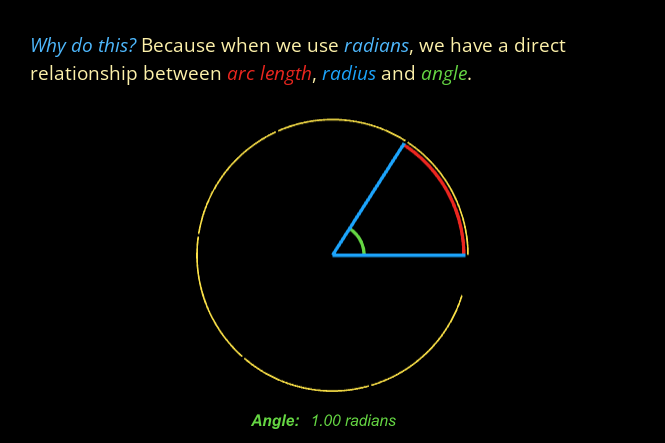 Why do this? Because when we use radians, we have a direct
relationship between arc length, radius and angle.
Angle: 1.00 radians